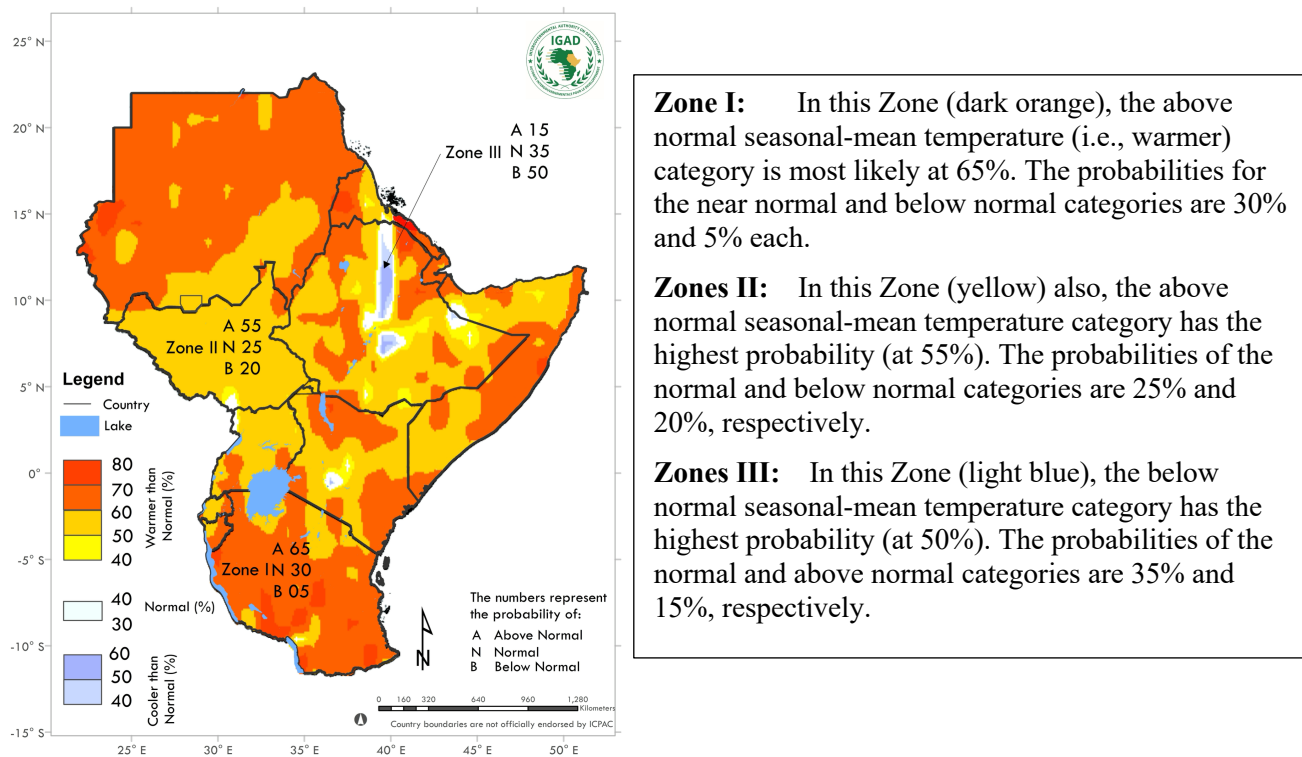 25° N
20° N
15° N
10° N
5° N
0°
-5° S
-10° S
-15° S
25° E
30° E
35° E
40° E
45° E
50° E
IGAD
A 15
Zone III N 35
B 50
A 55
Zone II N 25
B 20
A 65
Zone I N 30
B 05
Legend
Country
Lake
80
70
60
50
40
Warmer than
Normal (%)
40
30
Normal (%)
60
50
40
Cooler than
Normal (%)
The numbers represent
the probability of:
A Above Normal
N Normal
B Below Normal
N
0 160 320 640 960 1,280
Kilometers
Country boundaries are not officially endorsed by ICPAC
Zone I: In this Zone (dark orange), the above
normal seasonal-mean temperature (i.e., warmer)
category is most likely at 65%. The probabilities for
the near normal and below normal categories are 30%
and 5% each.
Zones II: In this Zone (yellow) also, the above
normal seasonal-mean temperature category has the
highest probability (at 55%). The probabilities of the
normal and below normal categories are 25% and
20%, respectively.
Zones III: In this Zone (light blue), the below
normal seasonal-mean temperature category has the
highest probability (at 50%). The probabilities of the
normal and above normal categories are 35% and
15%, respectively.